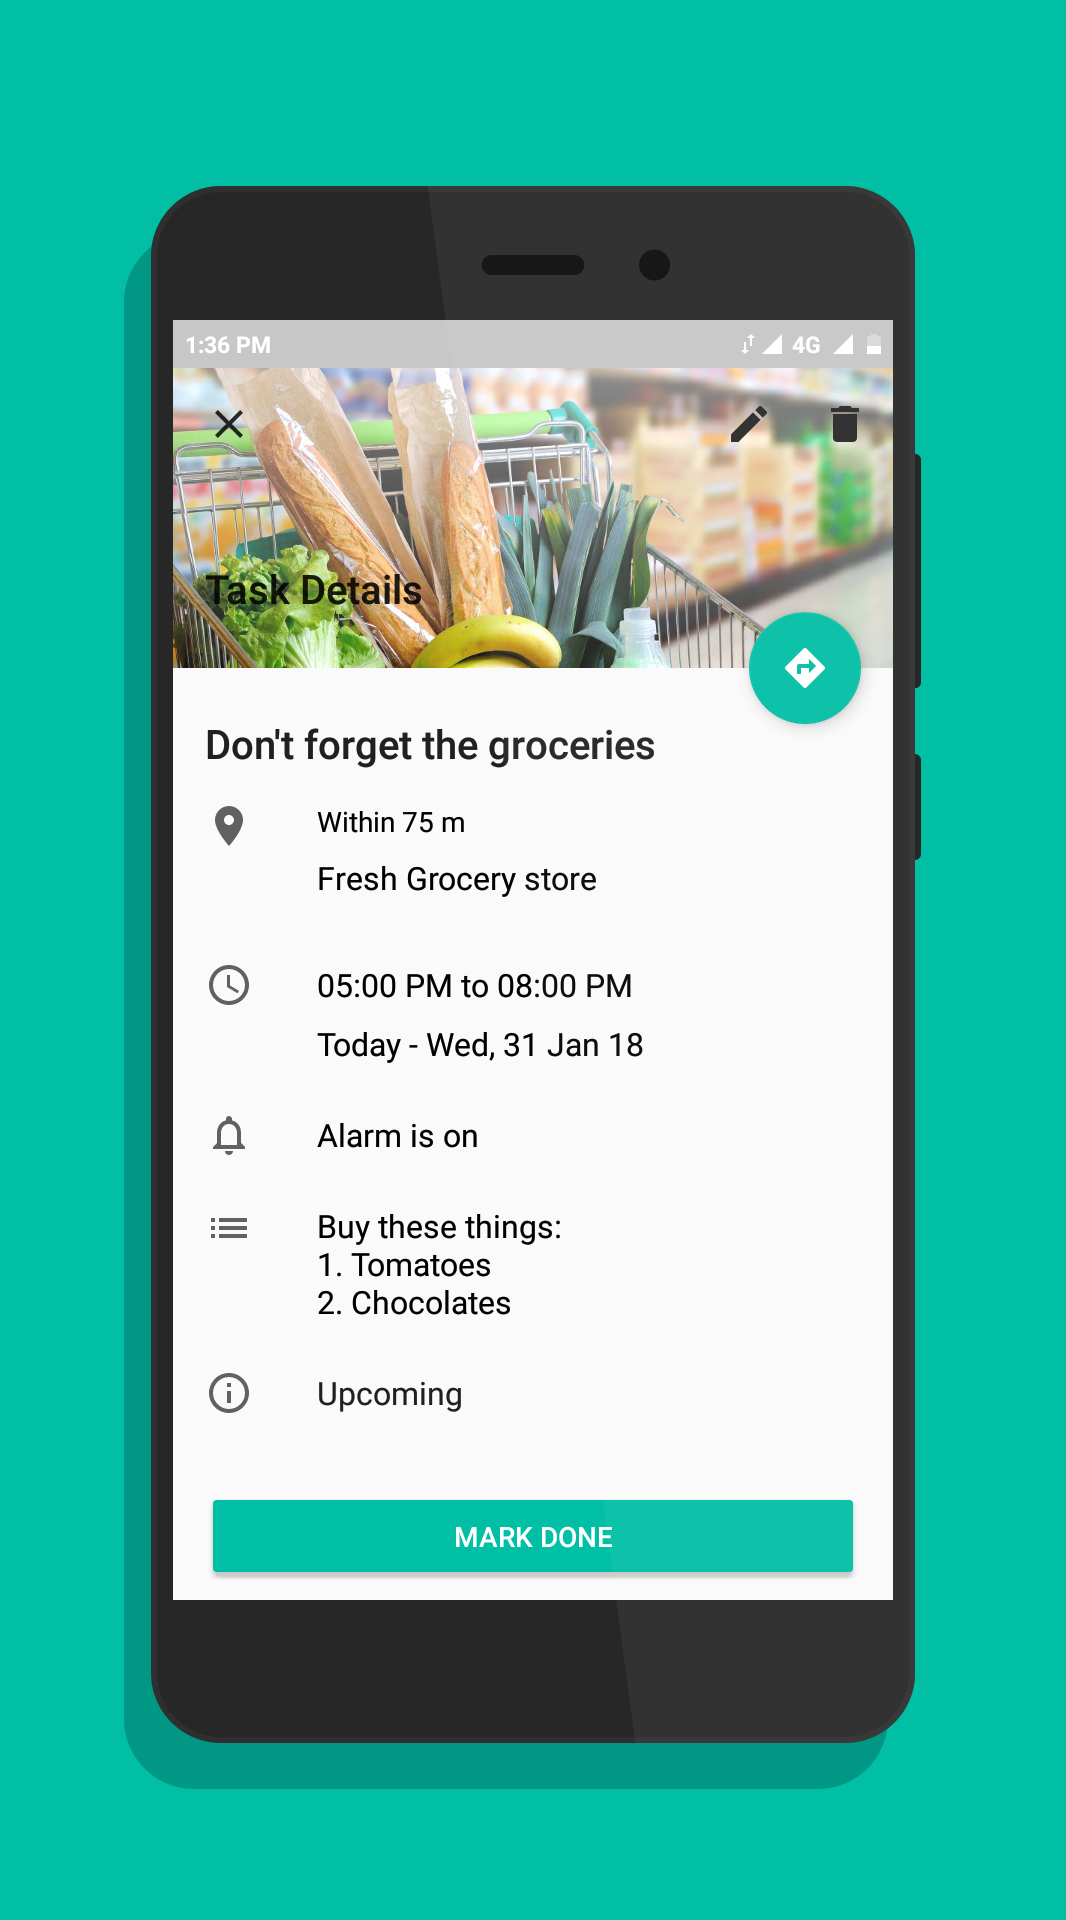 1:36 PM 4G
Task Details
Don't forget the groceries
Within 75 m
Fresh Grocery store
05:00 PM to 08:00 PM
Today - Wed, 31 Jan 18
Alarm is on
Buy these things:
1. Tomatoes
2. Chocolates
Upcoming
MARK DONE